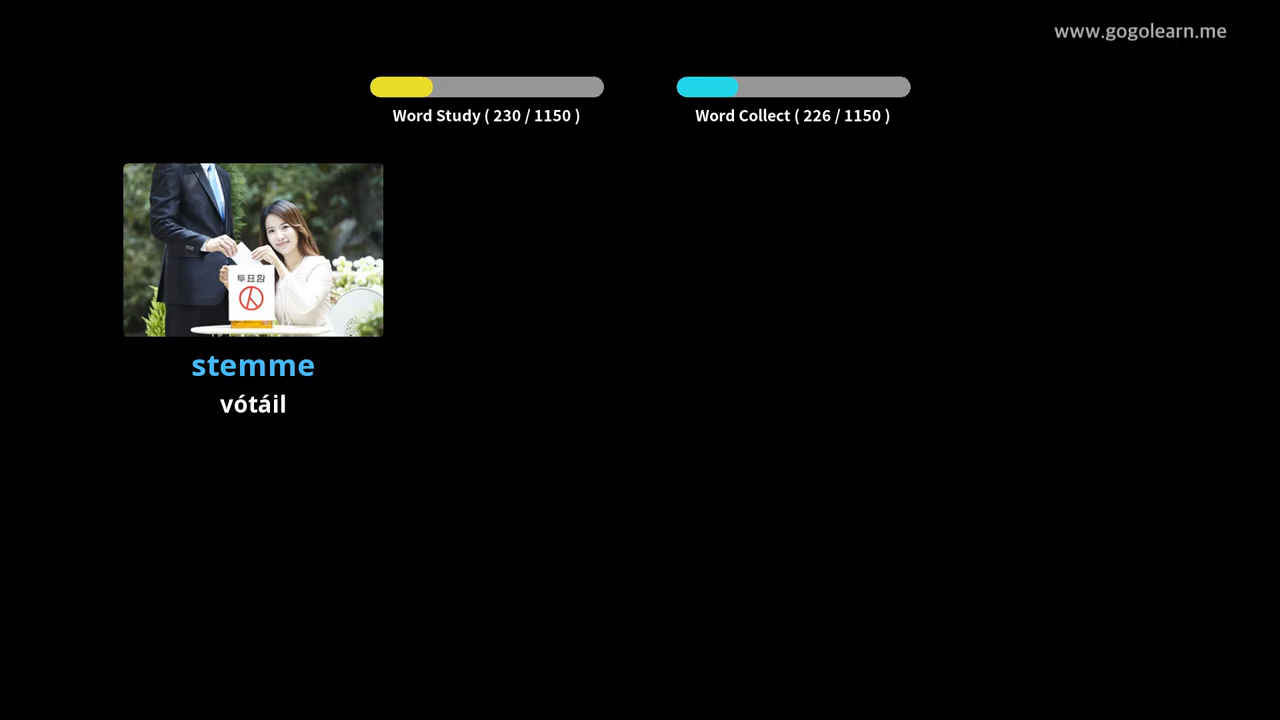 www.gogolearn.me
Word Study ( 230 / 1150 )
Word Collect ( 226 / 1150 )
투표함
stemme
vótáil